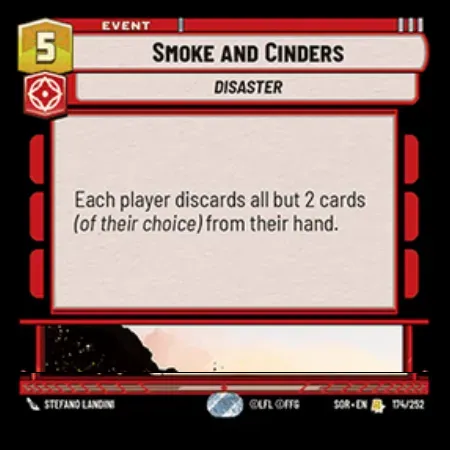 EVENT
5
SMOKE AND CINDERS
DISASTER
Each player discards all but 2 cards
(of their choice) from their hand.
STEFANO LANDINI
©LFL ©FFG
SOR • EN
174/252